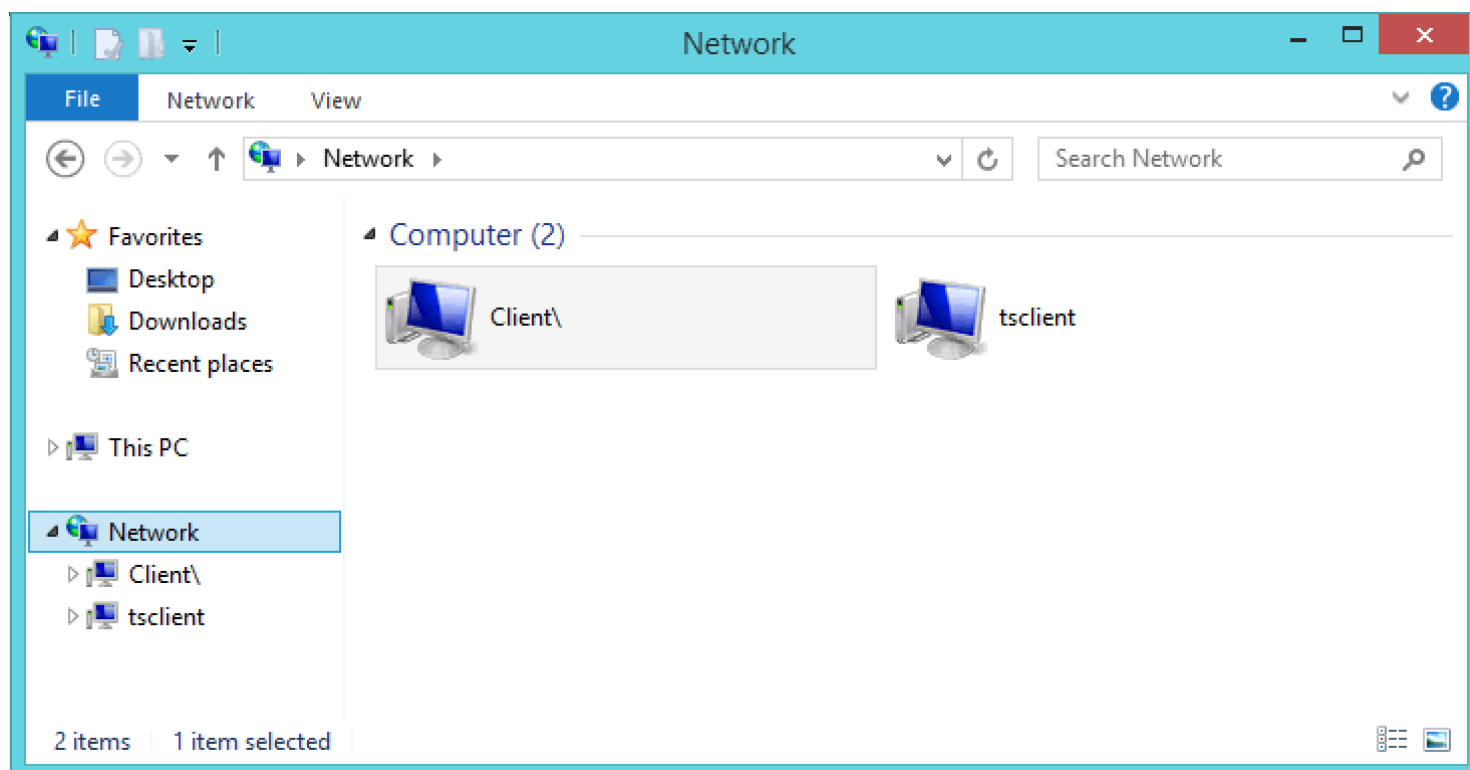 Network
File Network View
Network Search Network
Favorites
Desktop
Downloads
Recent places
This PC
Network
Client\
tsclient
Computer (2)
Client\ tsclient
2 items 1 item selected